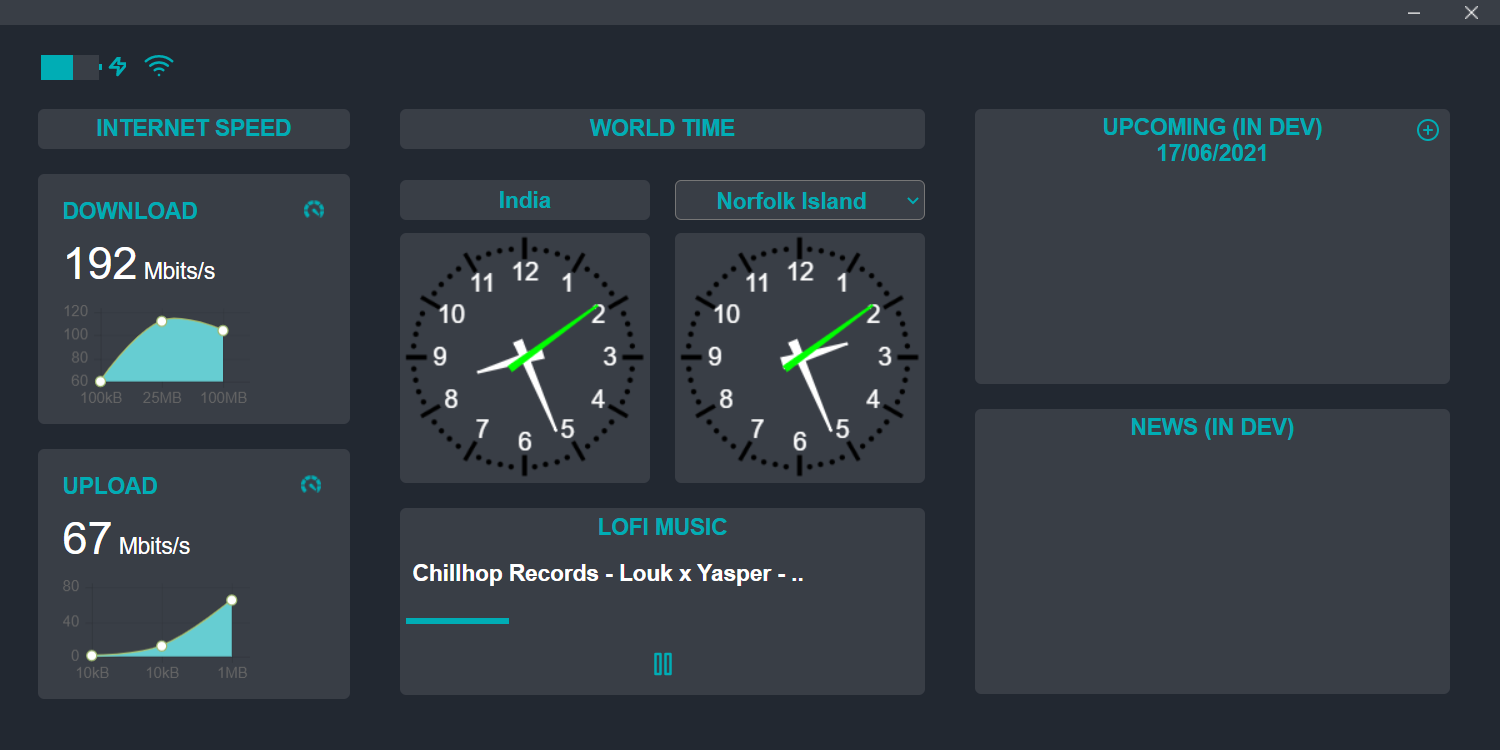 INTERNET SPEED
DOWNLOAD
192 Mbits/s
120
100
80
60
100kB 25MB 100MB
UPLOAD
67 Mbits/s
80
40
0
10kB 10kB 1MB
WORLD TIME
India
12
11 1
10 2
9 3
8 4
7 5
6
Norfolk Island
12
11 1
10 2
9 3
8 4
7 5
6
LOFI MUSIC
Chillhop Records - Louk x Yasper - ..
UPCOMING (IN DEV)
17/06/2021
NEWS (IN DEV)